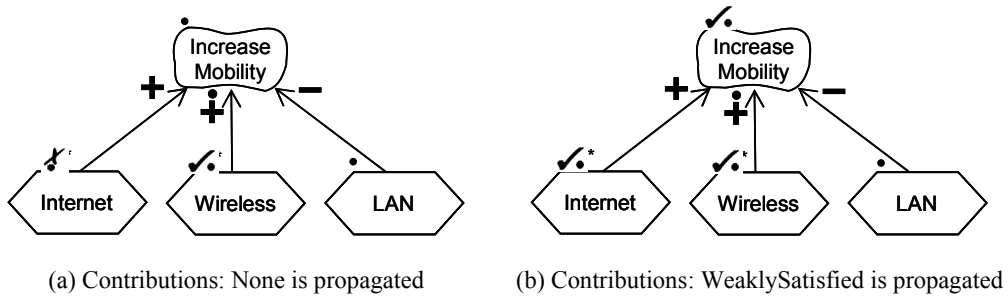 Increase
Mobility
+
+
−
Internet
Wireless
LAN
(a) Contributions: None is propagated
Increase
Mobility
+
+
−
Internet
Wireless
LAN
(b) Contributions: WeaklySatisfied is propagated